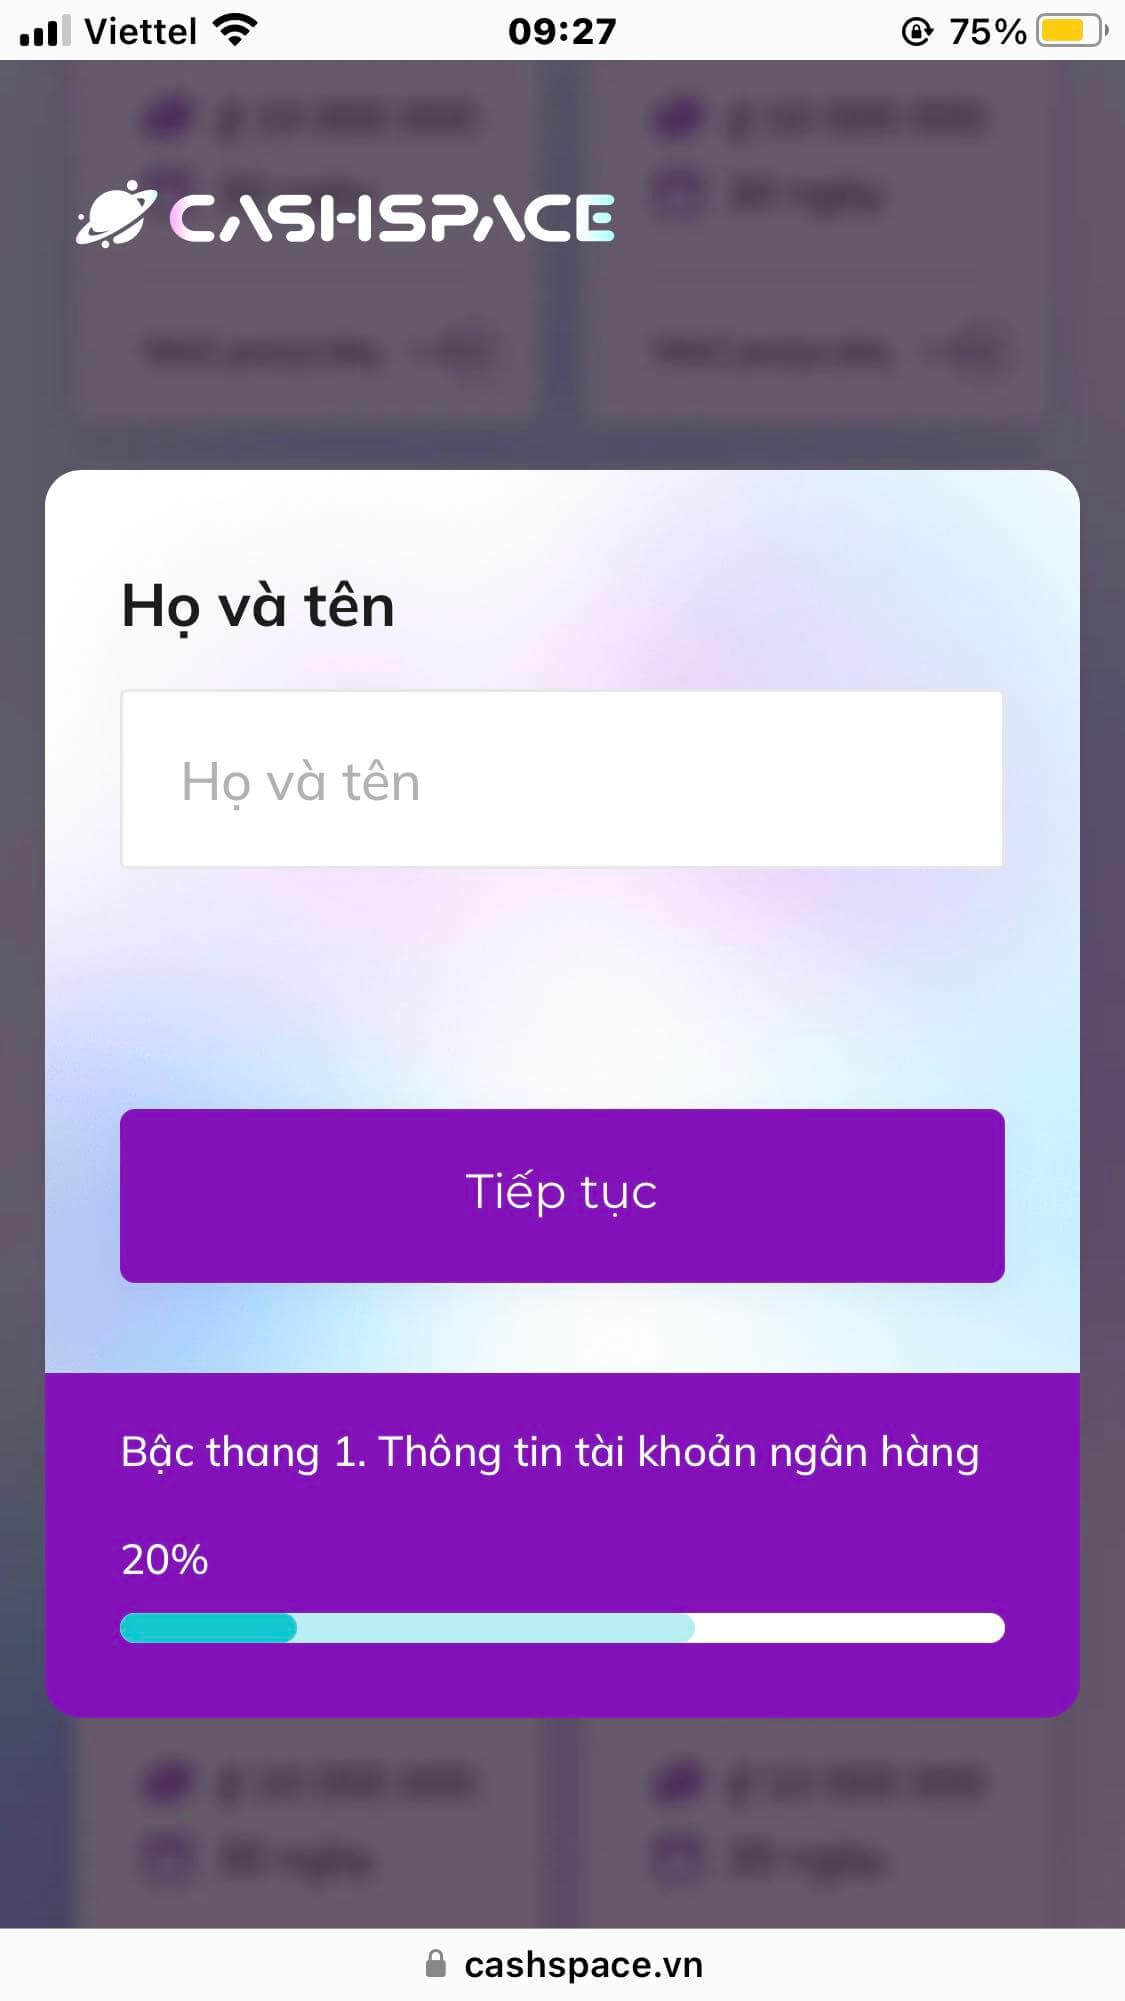 Viettel 09:27 75%
CASHSPACE
Họ và tên
Họ và tên
Tiếp tục
Bậc thang 1. Thông tin tài khoản ngân hàng
20%
cashspace.vn